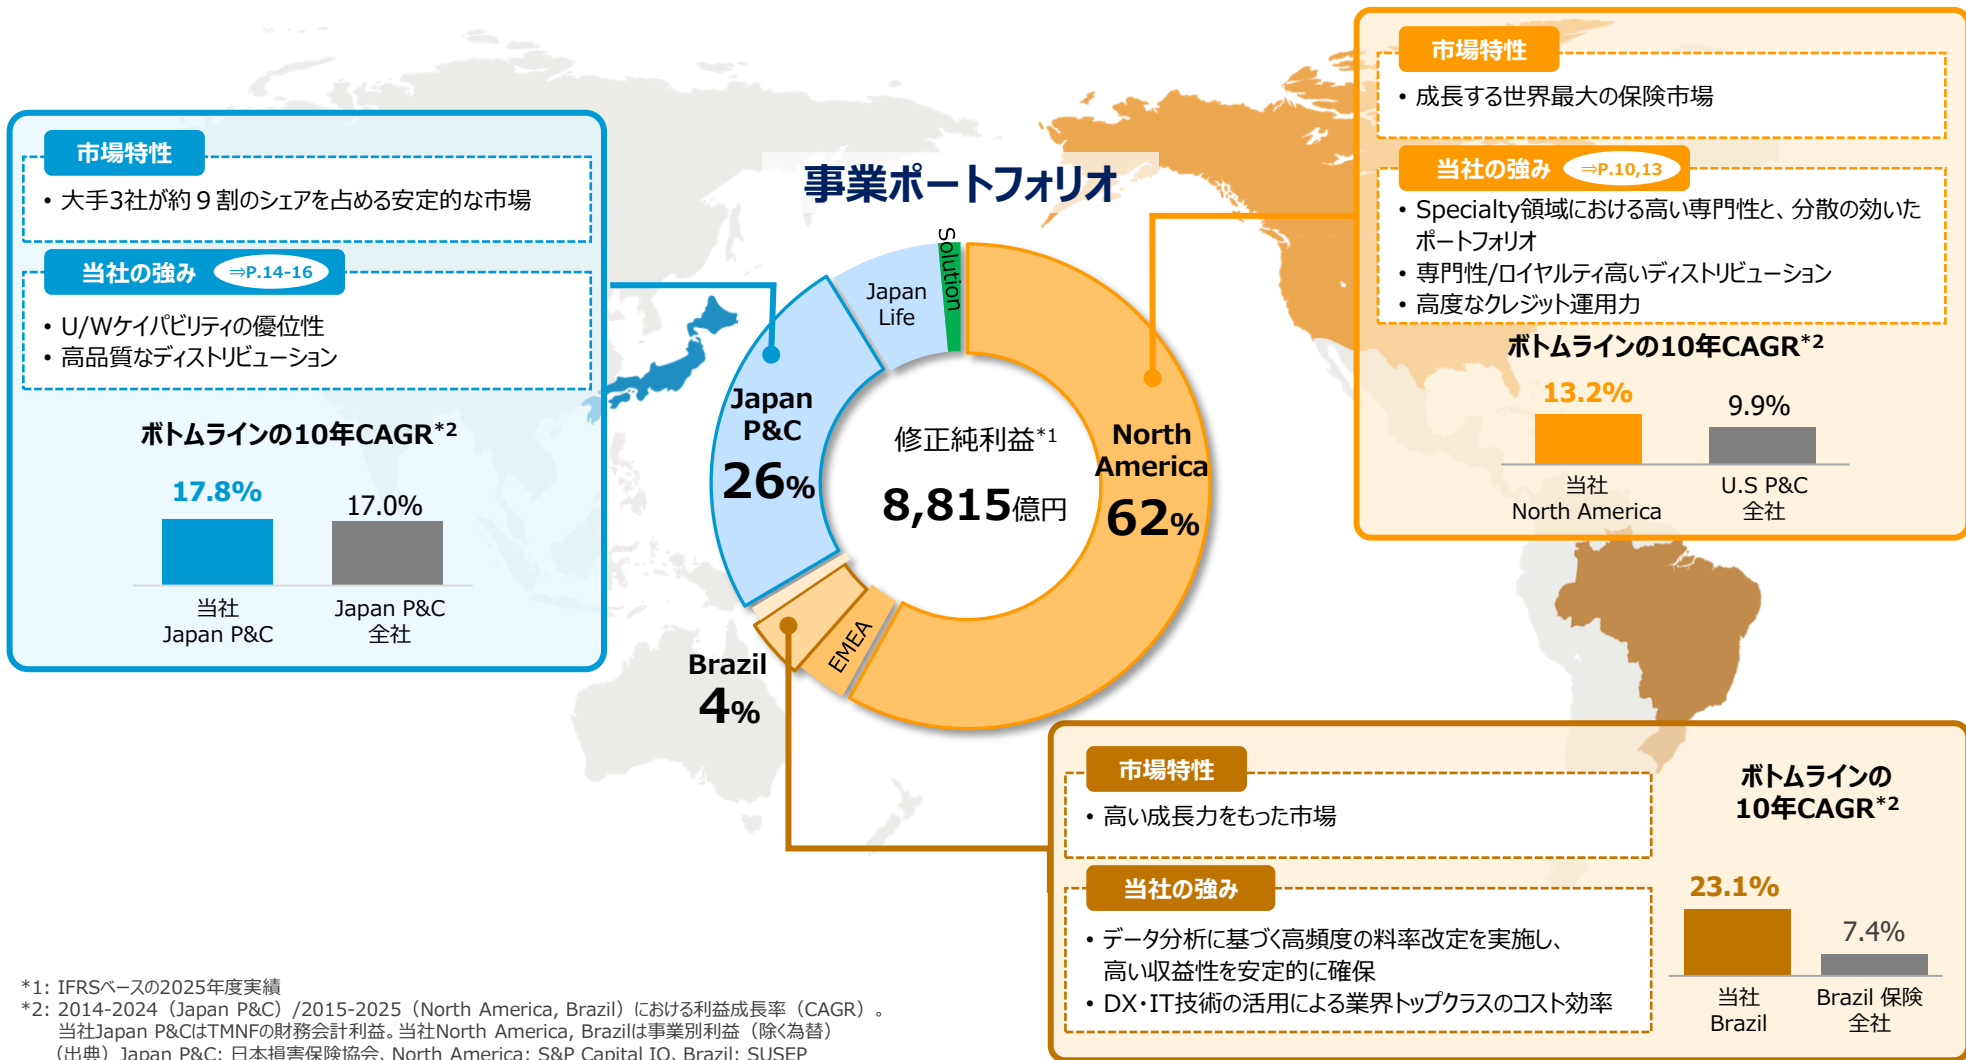 事業ポートフォリオ
市場特性
• 大手3社が約９割のシェアを占める安定的な市場
当社の強み ⇒P.14-16
• U/Wケイパビリティの優位性
• 高品質なディストリビューション
ボトムラインの10年CAGR*2
17.8%
17.0%
当社
Japan P&C
Japan P&C
全社
修正純利益*1
8,815億円
Solution
Japan
Life
Japan
P&C
26%
North
America
62%
EMEA
Brazil
4%
市場特性
• 成長する世界最大の保険市場
当社の強み ⇒P.10,13
• Specialty領域における高い専門性と、分散の効いた
ポートフォリオ
• 専門性/ロイヤルティ高いディストリビューション
• 高度なクレジット運用力
ボトムラインの10年CAGR*2
13.2%
9.9%
当社
North America
U.S P&C
全社
市場特性
• 高い成長力をもった市場
当社の強み
• データ分析に基づく高頻度の料率改定を実施し、
高い収益性を安定的に確保
• DX・IT技術の活用による業界トップクラスのコスト効率
ボトムラインの
10年CAGR*2
23.1%
7.4%
当社
Brazil
Brazil 保険
全社
*1: IFRSベースの2025年度実績
*2: 2014-2024（Japan P&C）/2015-2025（North America, Brazil）における利益成長率（CAGR）。
当社Japan P&CはTMNFの財務会計利益。当社North America, Brazilは事業別利益（除く為替）
（出典）Japan P&C: 日本損害保険協会、North America: S&P Capital IQ、Brazil: SUSEP